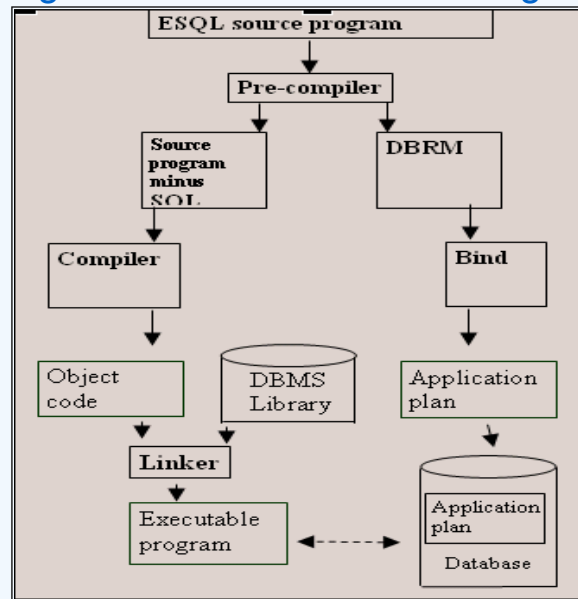 ESQL source program
Pre-compiler
Source
program
minus
SQL
DBRM
Compiler
Bind
Object
code
DBMS
Library
Application
plan
Linker
Executable
program
Application
plan
Database